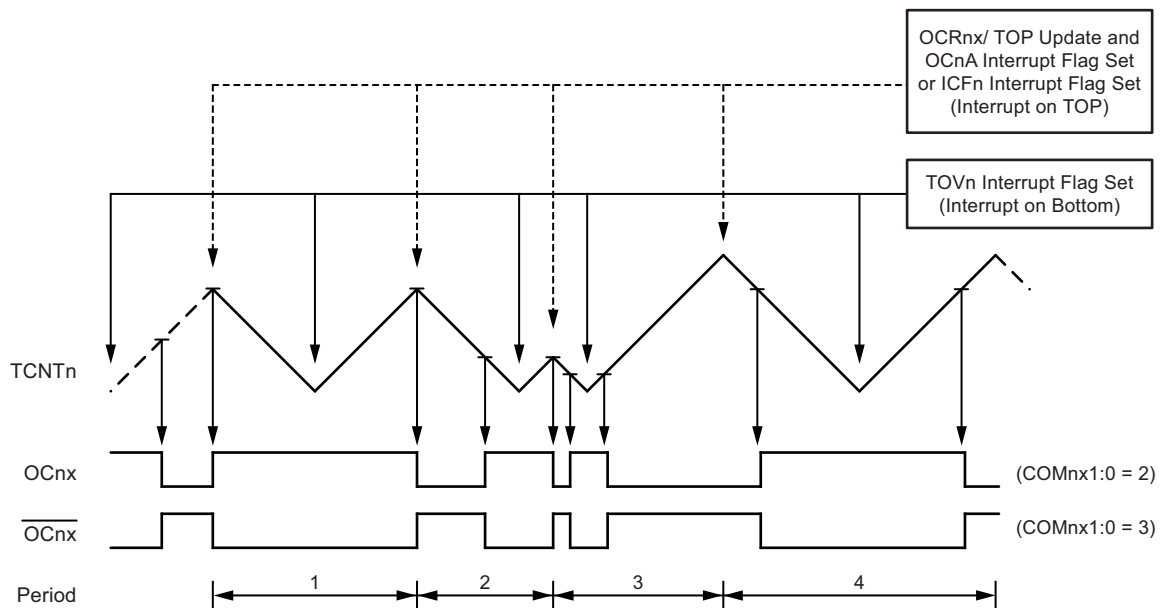 OCRnx/ TOP Update and
OCnA Interrupt Flag Set
or ICFn Interrupt Flag Set
(Interrupt on TOP)
TOVn Interrupt Flag Set
(Interrupt on Bottom)
TCNTn
OCnx
(COMnx1:0 = 2)
OCnx
(COMnx1:0 = 3)
Period
1
2
3
4